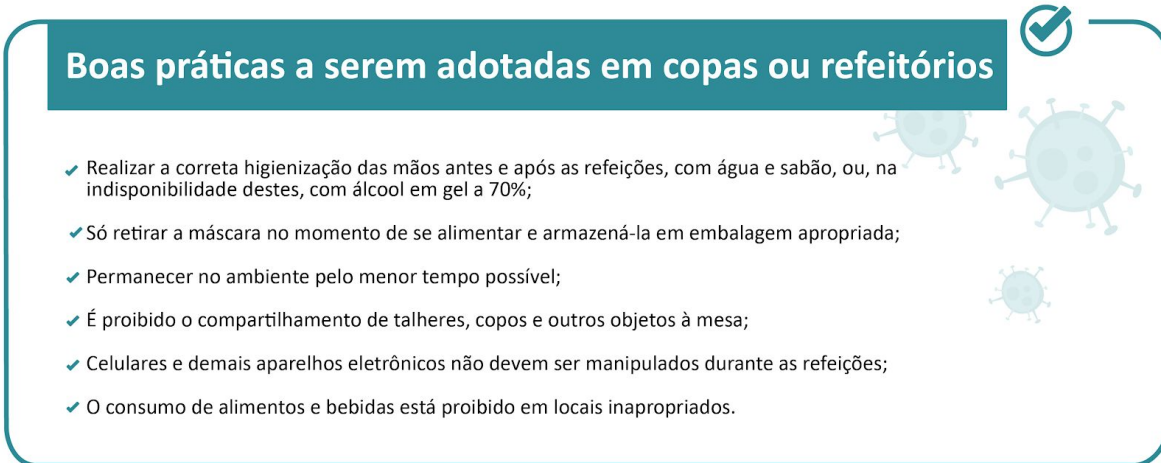 Boas práticas a serem adotadas em copas ou refeitórios
Realizar a correta higienização das mãos antes e após as refeições, com água e sabão, ou, na
indisponibilidade destes, com álcool em gel a 70%;
Só retirar a máscara no momento de se alimentar e armazená-la em embalagem apropriada;
Permanecer no ambiente pelo menor tempo possível;
É proibido o compartilhamento de talheres, copos e outros objetos à mesa;
Celulares e demais aparelhos eletrônicos não devem ser manipulados durante as refeições;
O consumo de alimentos e bebidas está proibido em locais inapropriados.